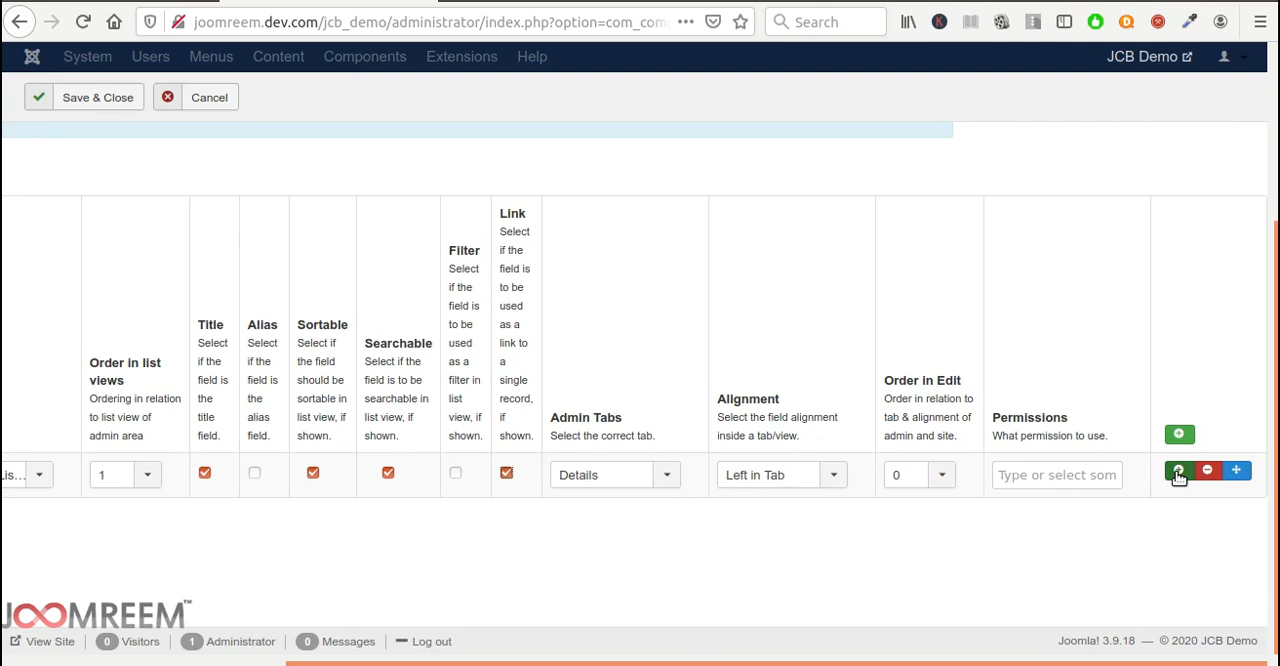 joomreem.dev.com/jcb_demo/administrator/index.php?option=com_com
Search
System Users Menus Content Components Extensions Help
JCB Demo
Save & Close
Cancel
Order in list views
Ordering in relation to list view of admin area
Title
Select if the field is the title field.
Alias
Select if the field is the alias field.
Sortable
Select if the field should be sortable in list view, if shown.
Searchable
Select if the field is to be searchable in list view, if shown.
Filter
Select if the field is to be used as a filter in list view, if shown.
Link
Select if the field is to be used as a link to a single record, if shown.
Admin Tabs
Select the correct tab.
Alignment
Select the field alignment inside a tab/view.
Order in Edit
Order in relation to tab & alignment of admin and site.
Permissions
What permission to use.
Lis...
1
Details
Left in Tab
0
Type or select som
JOOMREEM™
View Site 0 Visitors 1 Administrator 0 Messages Log out
Joomla! 3.9.18 — © 2020 JCB Demo